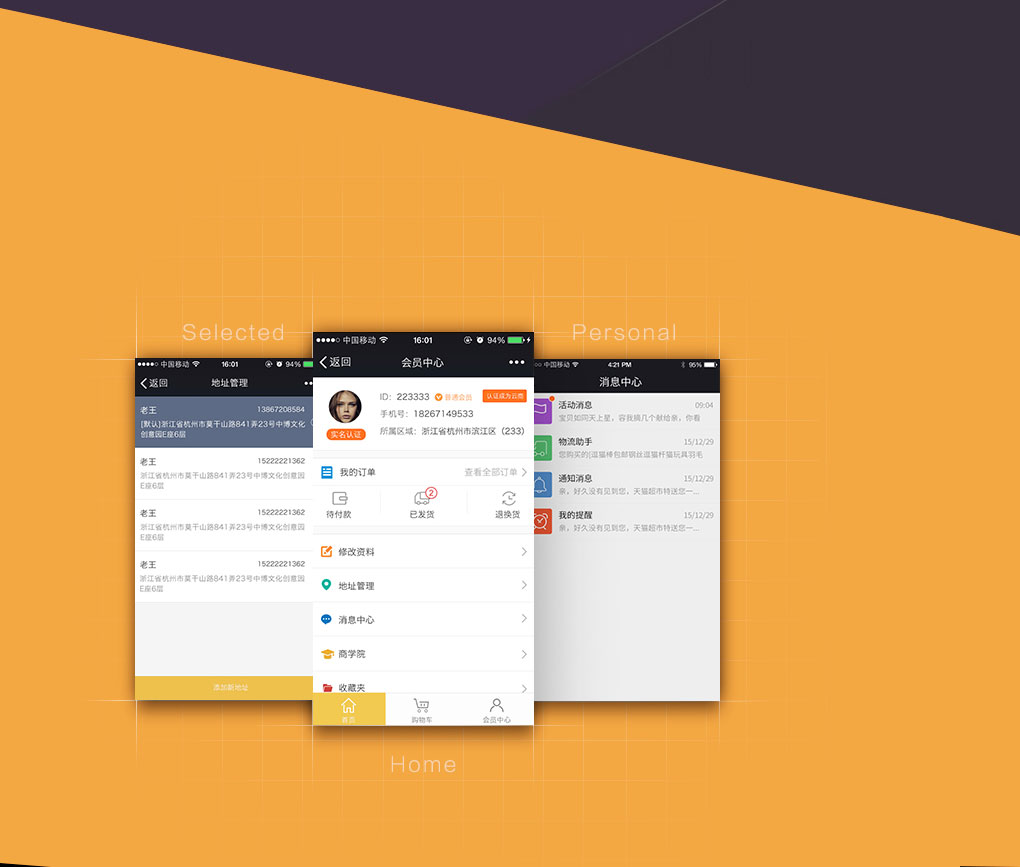 Selected
Personal
中国移动 16:01 94%
返回 地址管理
老王 13867208584
[默认]浙江省杭州市莫干山路841弄23号中博文化
创意园E座6层
老王 15222221362
浙江省杭州市莫干山路841弄23号中博文化创意园
E座6层
老王 15222221362
浙江省杭州市莫干山路841弄23号中博文化创意园
E座6层
老王 15222221362
浙江省杭州市莫干山路841弄23号中博文化创意园
E座6层
添加新地址
中国移动 16:01 94%
返回 会员中心
ID: 223333 普通会员 认证成为云商
手机号: 18267149533
实名认证 所属区域: 浙江省杭州市滨江区 (233)
我的订单 查看全部订单
2
待付款 已发货 退换货
修改资料
地址管理
消息中心
商学院
收藏夹
首页 购物车 会员中心
中国移动 4:21 PM 95%
消息中心
活动消息 09:04
宝贝如同天上星，容我摘几个献给亲，你看
物流助手 15/12/29
您购买的[逗猫棒包邮钢丝逗猫杆猫玩具羽毛
通知消息 15/12/29
亲，好久没有见到您，天猫超市特送您一...
我的提醒 15/12/29
亲，好久没有见到您，天猫超市特送您一...
Home